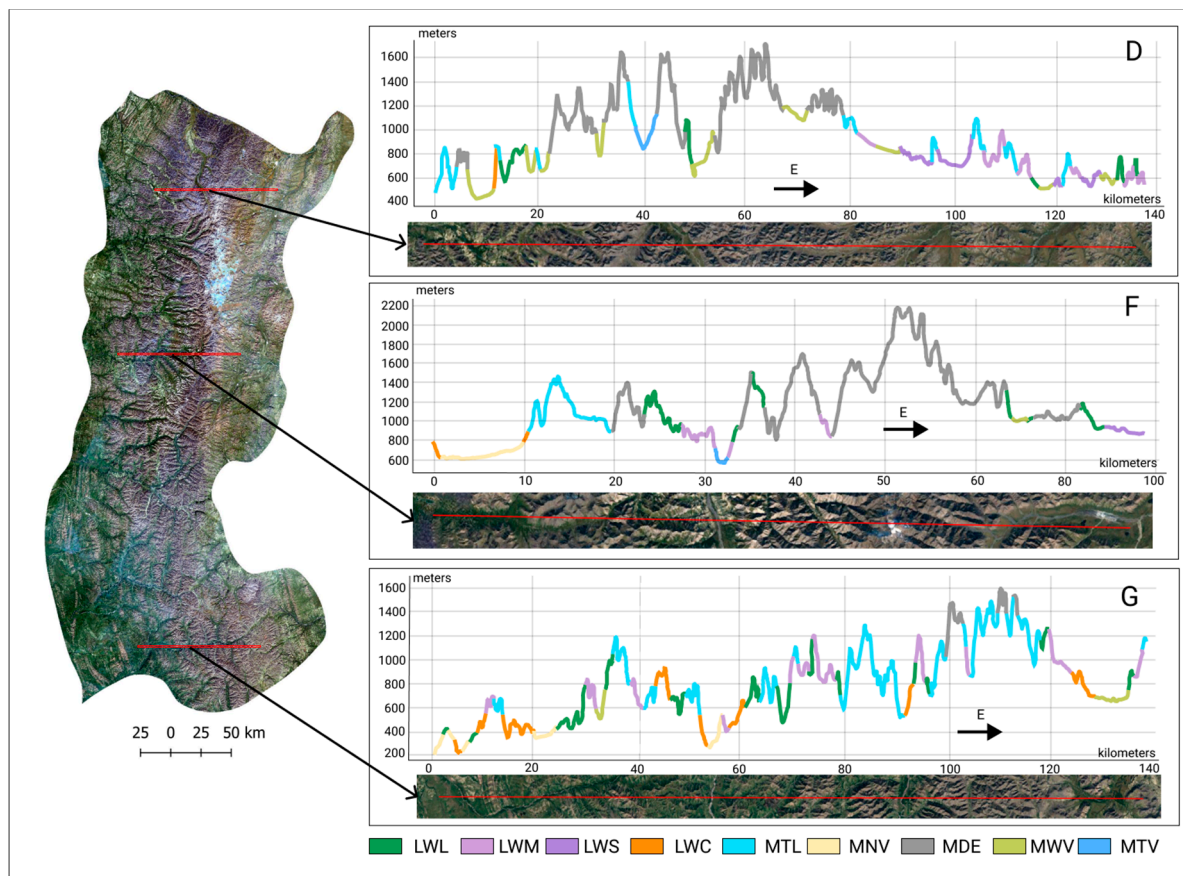 meters
D
1600
1400
1200
1000
800
600
400
E
kilometers
0 20 40 60 80 100 120 140
meters
F
2200
2000
1800
1600
1400
1200
1000
800
600
E
kilometers
0 10 20 30 40 50 60 70 80 100
25 0 25 50 km
meters
G
1600
1400
1200
1000
800
600
400
200
E
kilometers
0 20 40 60 80 100 120 140
LWL LWM LWS LWC MTL MNV MDE MWV MTV